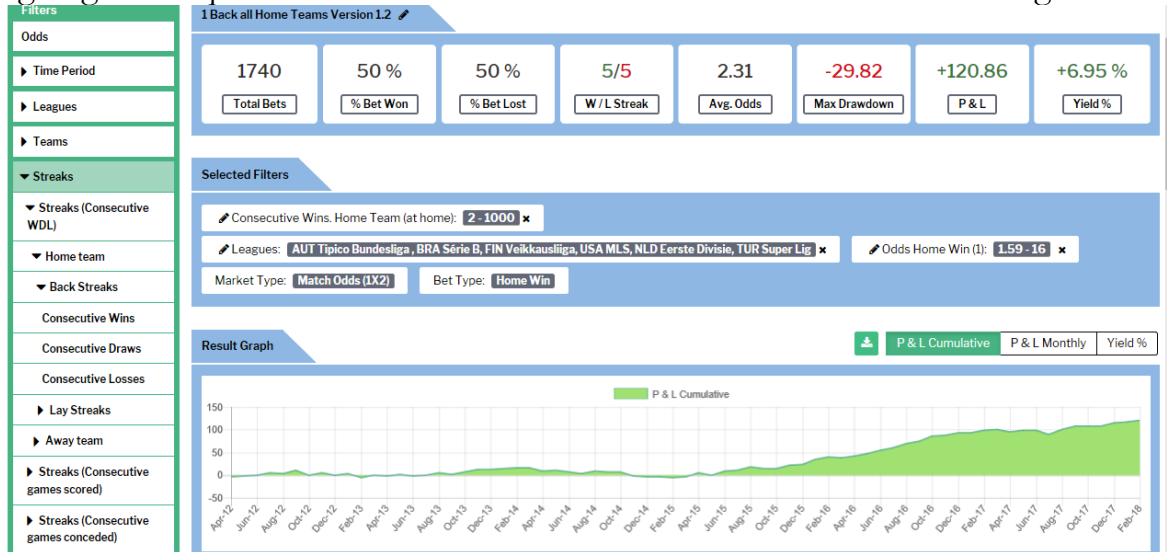 Filters
Odds
Time Period
Leagues
Teams
Streaks
Streaks (Consecutive
WDL)
Home team
Back Streaks
Consecutive Wins
Consecutive Draws
Consecutive Losses
Lay Streaks
Away team
Streaks (Consecutive
games scored)
Streaks (Consecutive
games conceded)
1 Back all Home Teams Version 1.2
1740 50 % 50 % 5/5 2.31 -29.82 +120.86 +6.95 %
Total Bets % Bet Won % Bet Lost W / L Streak Avg. Odds Max Drawdown P & L Yield %
Selected Filters
Consecutive Wins. Home Team (at home): 2 - 1000 ×
Leagues: AUT Tipico Bundesliga , BRA Série B, FIN Veikkausliiga, USA MLS, NLD Eerste Divisie, TUR Super Lig × Odds Home Win (1): 1.59 - 16 ×
Market Type: Match Odds (1X2) Bet Type: Home Win
Result Graph P & L Cumulative P & L Monthly Yield %
P & L Cumulative
150
100
50
0
-50
Apr-12 Jun-12 Aug-12 Oct-12 Dec-12 Feb-13 Apr-13 Jun-13 Aug-13 Oct-13 Dec-13 Feb-14 Apr-14 Jun-14 Aug-14 Oct-14 Dec-14 Feb-15 Apr-15 Jun-15 Aug-15 Oct-15 Dec-15 Feb-16 Apr-16 Jun-16 Aug-16 Oct-16 Dec-16 Feb-17 Apr-17 Jun-17 Aug-17 Oct-17 Dec-17 Feb-18